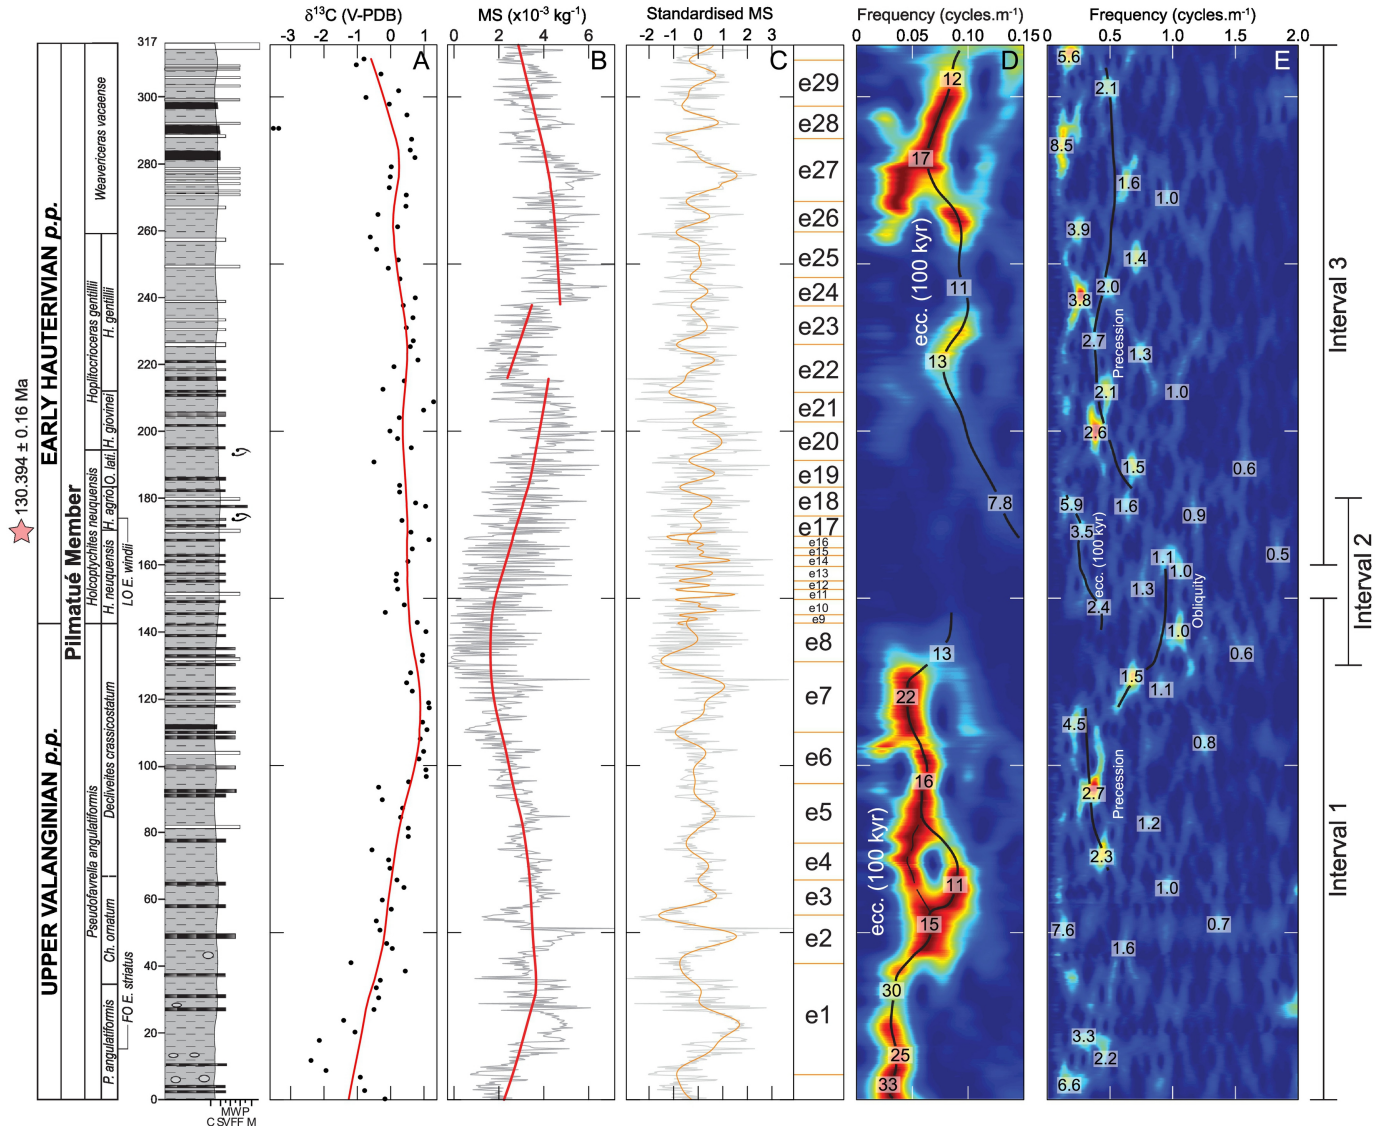 δ¹³C (V-PDB)
MS (x10⁻³ kg⁻¹)
Standardised MS
Frequency (cycles.m⁻¹)
Frequency (cycles.m⁻¹)
-3 -2 -1 0 1
0 2 4 6
-2 -1 0 1 2 3
0 0.05 0.10 0.15
0 0.5 1.0 1.5 2.0
A
B
C
D
E
317
300
280
260
240
220
200
180
160
140
120
100
80
60
40
20
0
130.394 ± 0.16 Ma
EARLY HAUTERIVIAN p.p.
UPPER VALANGINIAN p.p.
Pilmatué Member
Weavericeras vacaense
Hoplitocrioceras gentilii
H. gentilii
H. giovinei
Holcoptychites neuquensis
O. lati.
H. agrio.
H. neuquensis
LO E. windii
Pseudofavrella angulatiformis
Decliveites crassicostatum
Ch. ornatum
P. angulatiformis
FO E. striatus
MWP
CSVFF M
e29
e28
e27
e26
e25
e24
e23
e22
e21
e20
e19
e18
e17
e16
e15
e14
e13
e12
e11
e10
e9
e8
e7
e6
e5
e4
e3
e2
e1
12
17
ecc. (100 kyr)
11
13
7.8
13
22
16
ecc. (100 kyr)
11
15
30
25
33
5.6
2.1
8.5
1.6
1.0
3.9
1.4
2.0
3.8
2.7
1.3
Precession
2.1
1.0
2.6
1.5
0.6
5.9
1.6
0.9
3.5
1.1
0.5
1.0
ecc. (100 kyr)
1.3
2.4
Obliquity
1.0
0.6
1.5
1.1
4.5
0.8
2.7
Precession
1.2
2.3
1.0
7.6
0.7
1.6
3.3
2.2
6.6
Interval 3
Interval 2
Interval 1